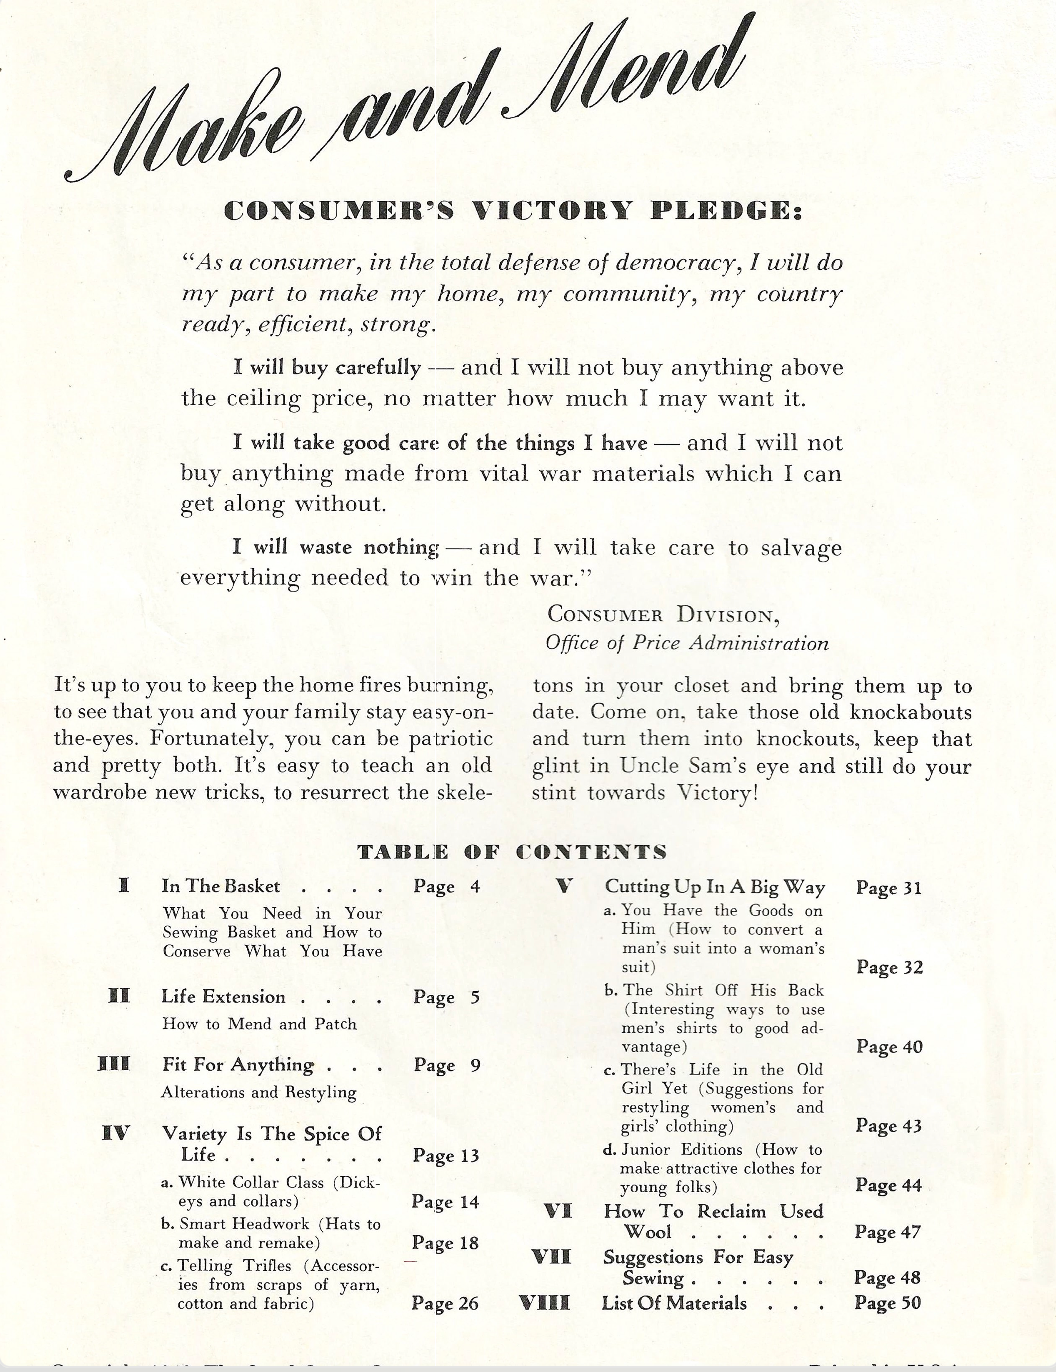 Make and Mend
CONSUMER'S VICTORY PLEDGE:
"As a consumer, in the total defense of democracy, I will do
my part to make my home, my community, my country
ready, efficient, strong.
I will buy carefully — and I will not buy anything above
the ceiling price, no matter how much I may want it.
I will take good care of the things I have — and I will not
buy anything made from vital war materials which I can
get along without.
I will waste nothing — and I will take care to salvage
everything needed to win the war."
CONSUMER DIVISION,
Office of Price Administration
It's up to you to keep the home fires burning,
to see that you and your family stay easy-on-
the-eyes. Fortunately, you can be patriotic
and pretty both. It's easy to teach an old
wardrobe new tricks, to resurrect the skele-
tons in your closet and bring them up to
date. Come on, take those old knockabouts
and turn them into knockouts, keep that
glint in Uncle Sam's eye and still do your
stint towards Victory!
TABLE OF CONTENTS
I In The Basket . . . . Page 4
What You Need in Your
Sewing Basket and How to
Conserve What You Have
II Life Extension . . . . Page 5
How to Mend and Patch
III Fit For Anything . . . Page 9
Alterations and Restyling
IV Variety Is The Spice Of
Life . . . . . . . Page 13
a. White Collar Class (Dick-
eys and collars) Page 14
b. Smart Headwork (Hats to
make and remake) Page 18
c. Telling Trifles (Accessor-
ies from scraps of yarn,
cotton and fabric) Page 26
V Cutting Up In A Big Way Page 31
a. You Have the Goods on
Him (How to convert a
man's suit into a woman's
suit) Page 32
b. The Shirt Off His Back
(Interesting ways to use
men's shirts to good ad-
vantage) Page 40
c. There's Life in the Old
Girl Yet (Suggestions for
restyling women's and
girls' clothing) Page 43
d. Junior Editions (How to
make attractive clothes for
young folks) Page 44
VI How To Reclaim Used
Wool . . . . . . Page 47
VII Suggestions For Easy
Sewing . . . . . . Page 48
VIII List Of Materials . . . Page 50